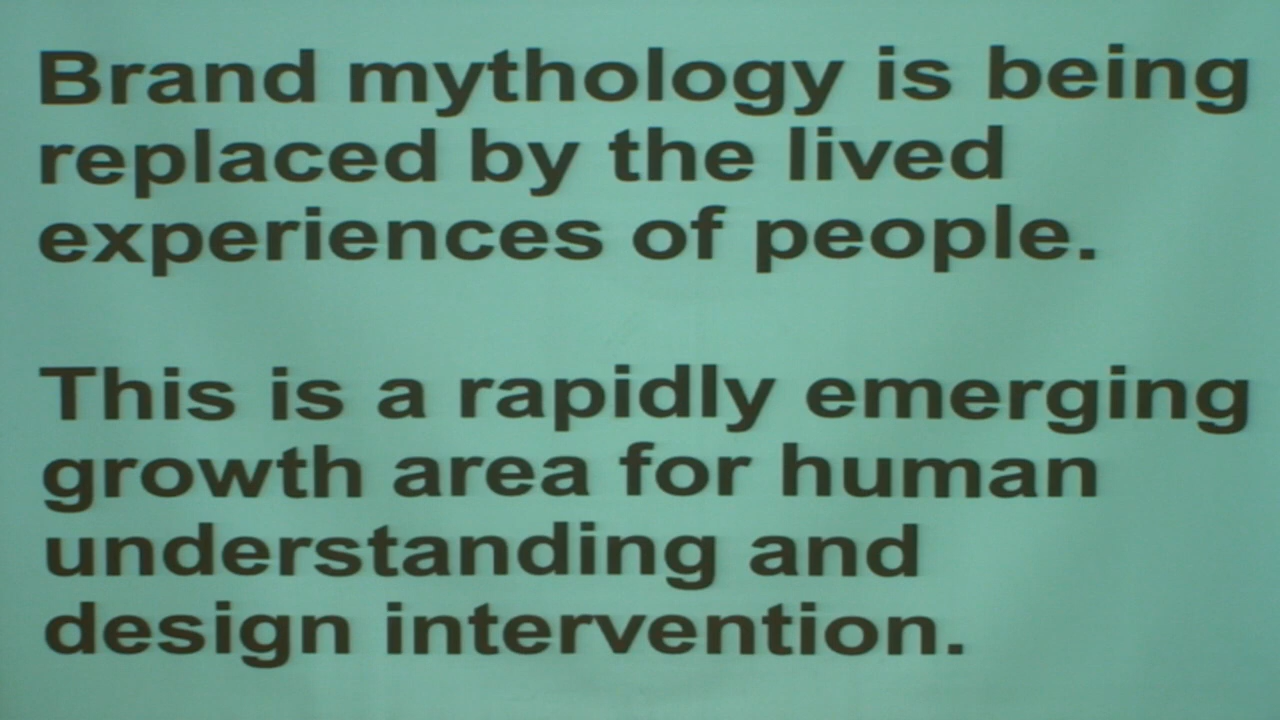 Brand mythology is being
replaced by the lived
experiences of people.
This is a rapidly emerging
growth area for human
understanding and
design intervention.